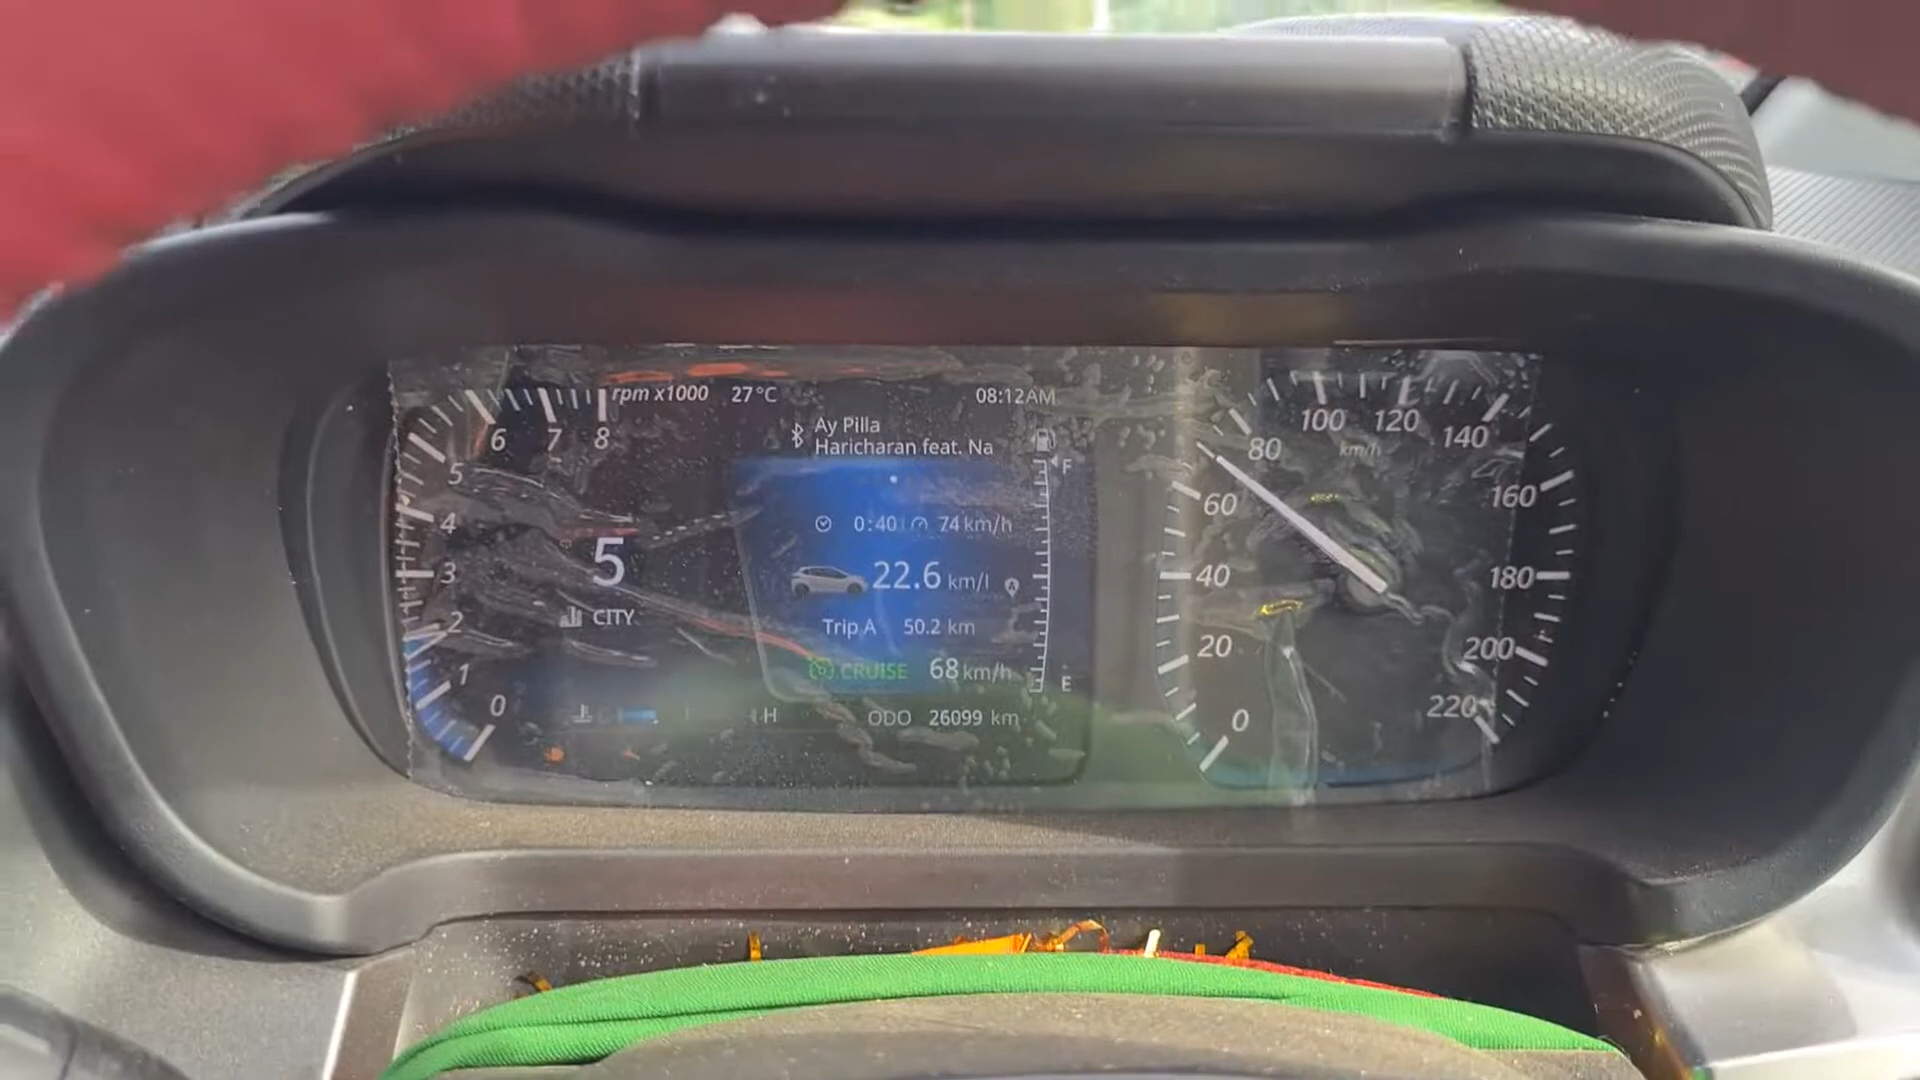 rpm x1000 27°C 08:12AM
Ay Pilla
Haricharan feat. Na
F
0:40 74 km/h
22.6 km/l
A
Trip A 50.2 km
CRUISE 68 km/h
E
H ODO 26099 km
5
CITY
8
7
6
5
4
3
2
1
0
0
20
40
60
80
100
120
140
160
180
200
220
km/h